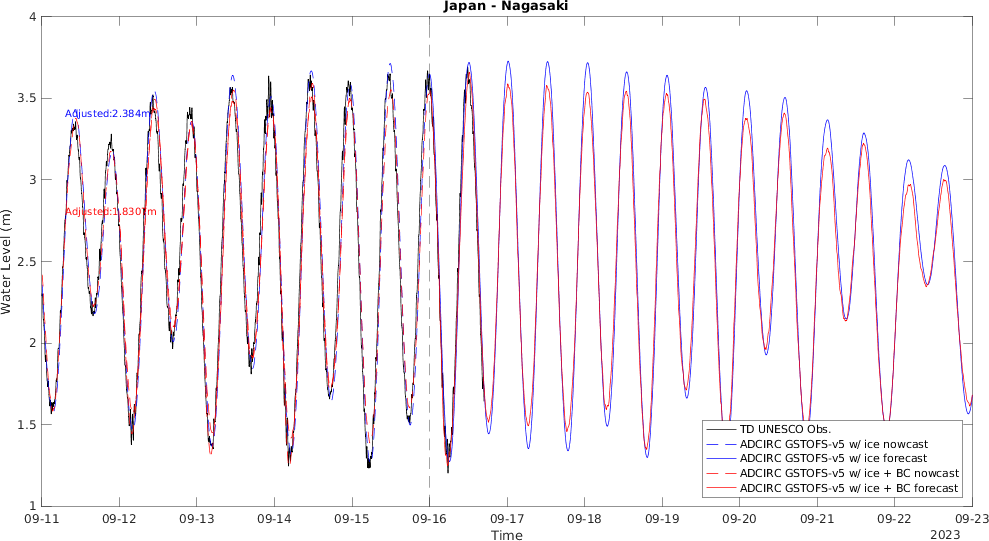 Japan - Nagasaki
Water Level (m)
4
3.5
3
2.5
2
1.5
1
Adjusted:2.384m
Adjusted:1.8301m
TD UNESCO Obs.
ADCIRC GSTOFS-v5 w/ ice nowcast
ADCIRC GSTOFS-v5 w/ ice forecast
ADCIRC GSTOFS-v5 w/ ice + BC nowcast
ADCIRC GSTOFS-v5 w/ ice + BC forecast
09-11 09-12 09-13 09-14 09-15 09-16 09-17 09-18 09-19 09-20 09-21 09-22 09-23
Time
2023